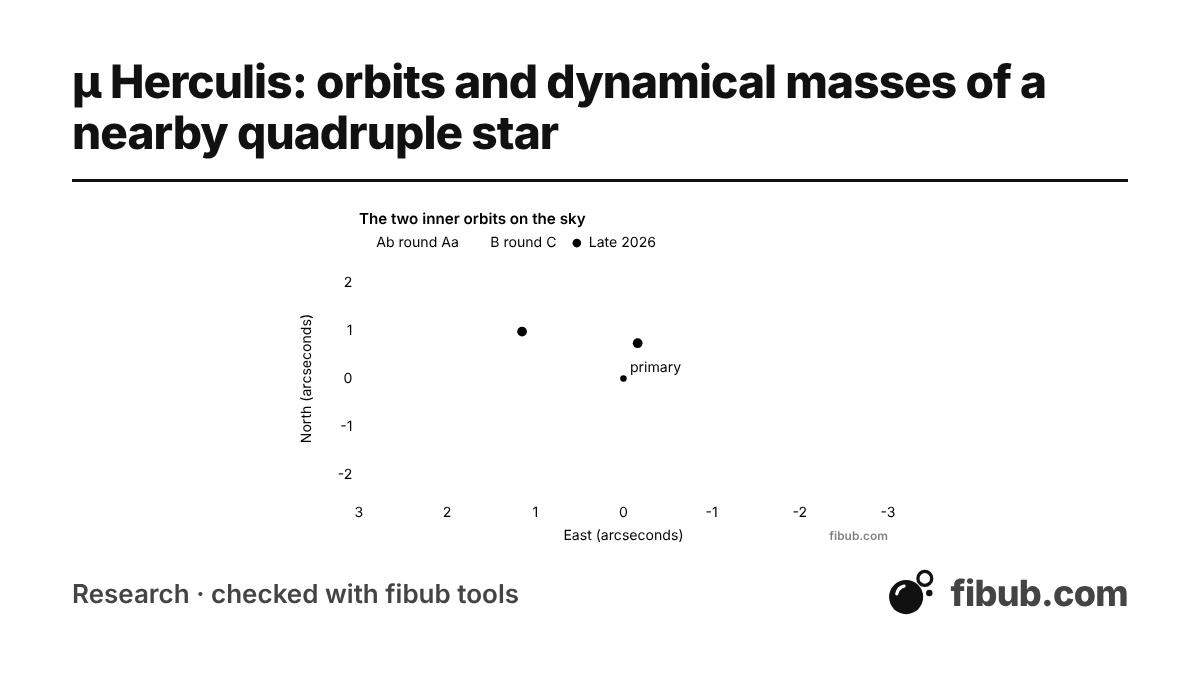 µ Herculis: orbits and dynamical masses of a
nearby quadruple star
The two inner orbits on the sky
Ab round Aa B round C Late 2026
2
1
primary
0
-1
-2
North (arcseconds)
3 2 1 0 -1 -2 -3
East (arcseconds)
fibub.com
Research · checked with fibub tools
fibub.com